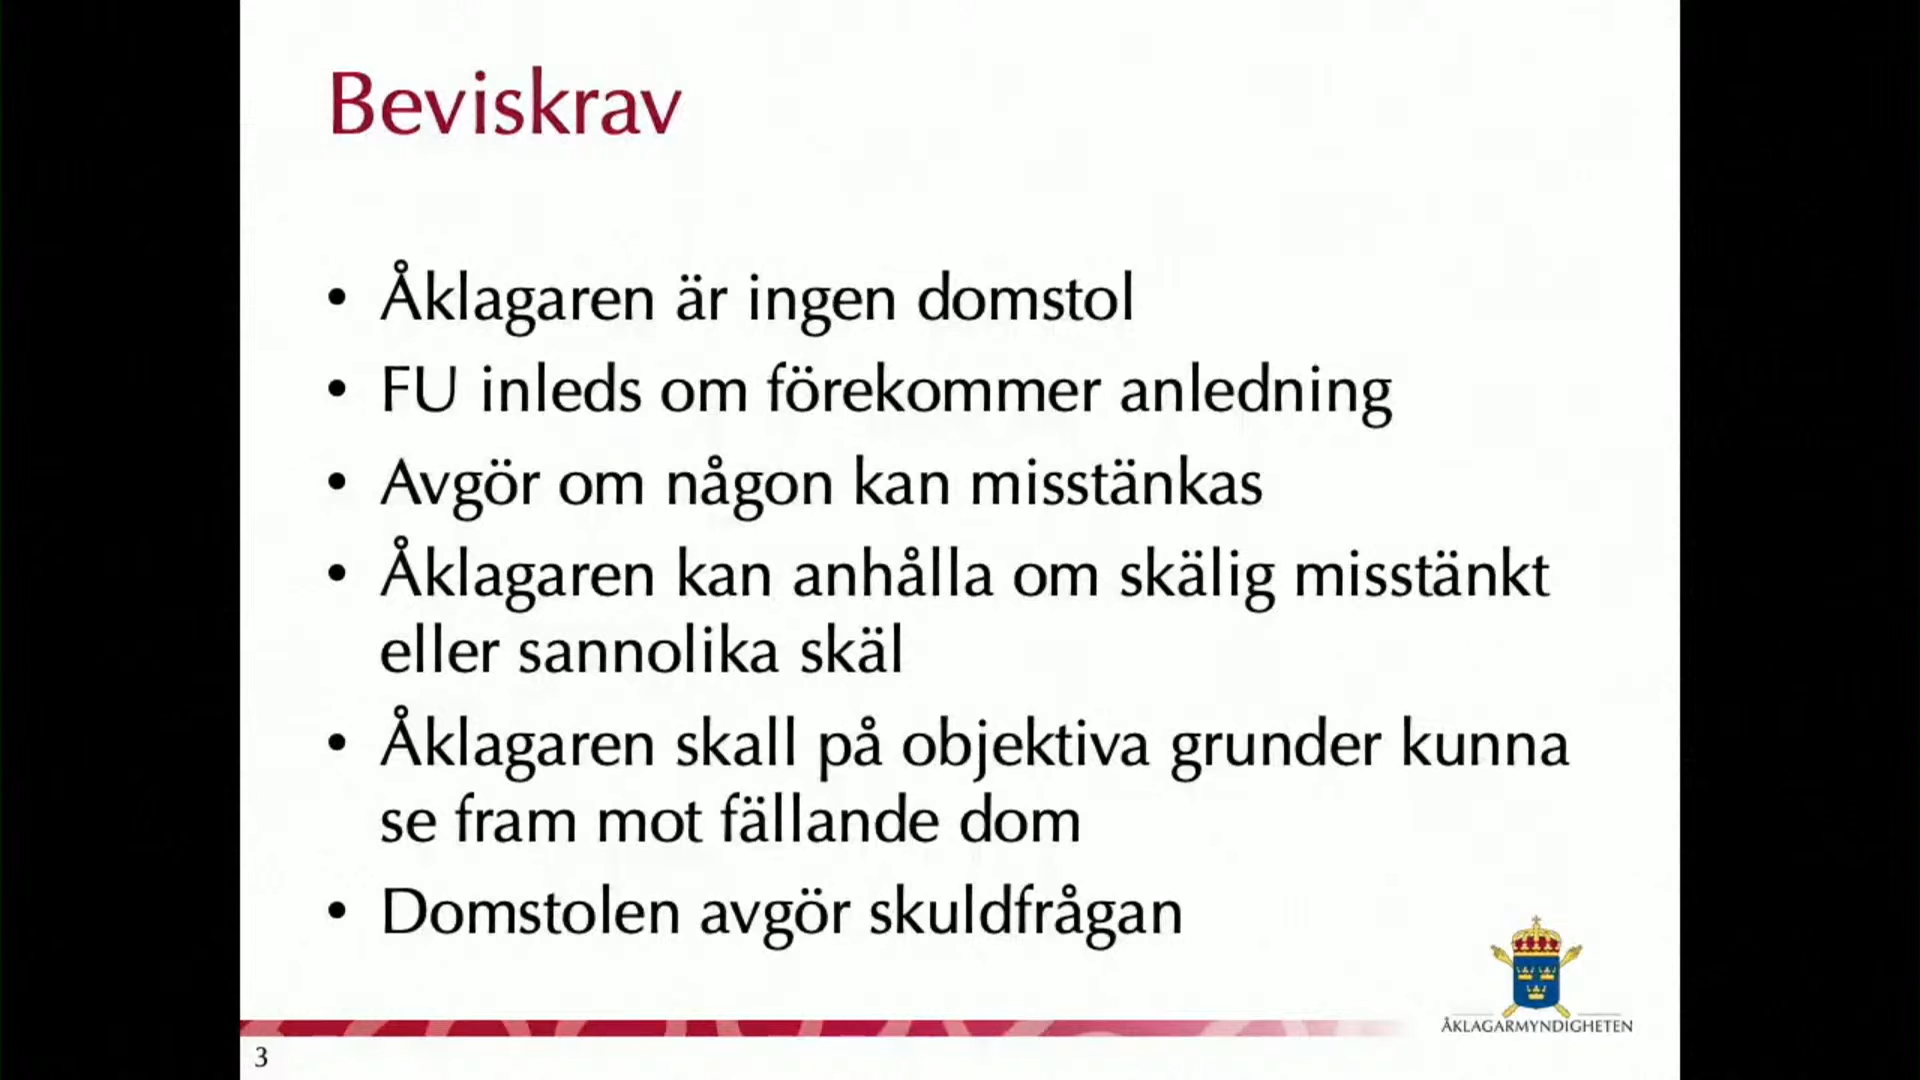 Beviskrav
• Åklagaren är ingen domstol
• FU inleds om förekommer anledning
• Avgör om någon kan misstänkas
• Åklagaren kan anhålla om skälig misstänkt
eller sannolika skäl
• Åklagaren skall på objektiva grunder kunna
se fram mot fällande dom
• Domstolen avgör skuldfrågan
ÅKLAGARMYNDIGHETEN
3